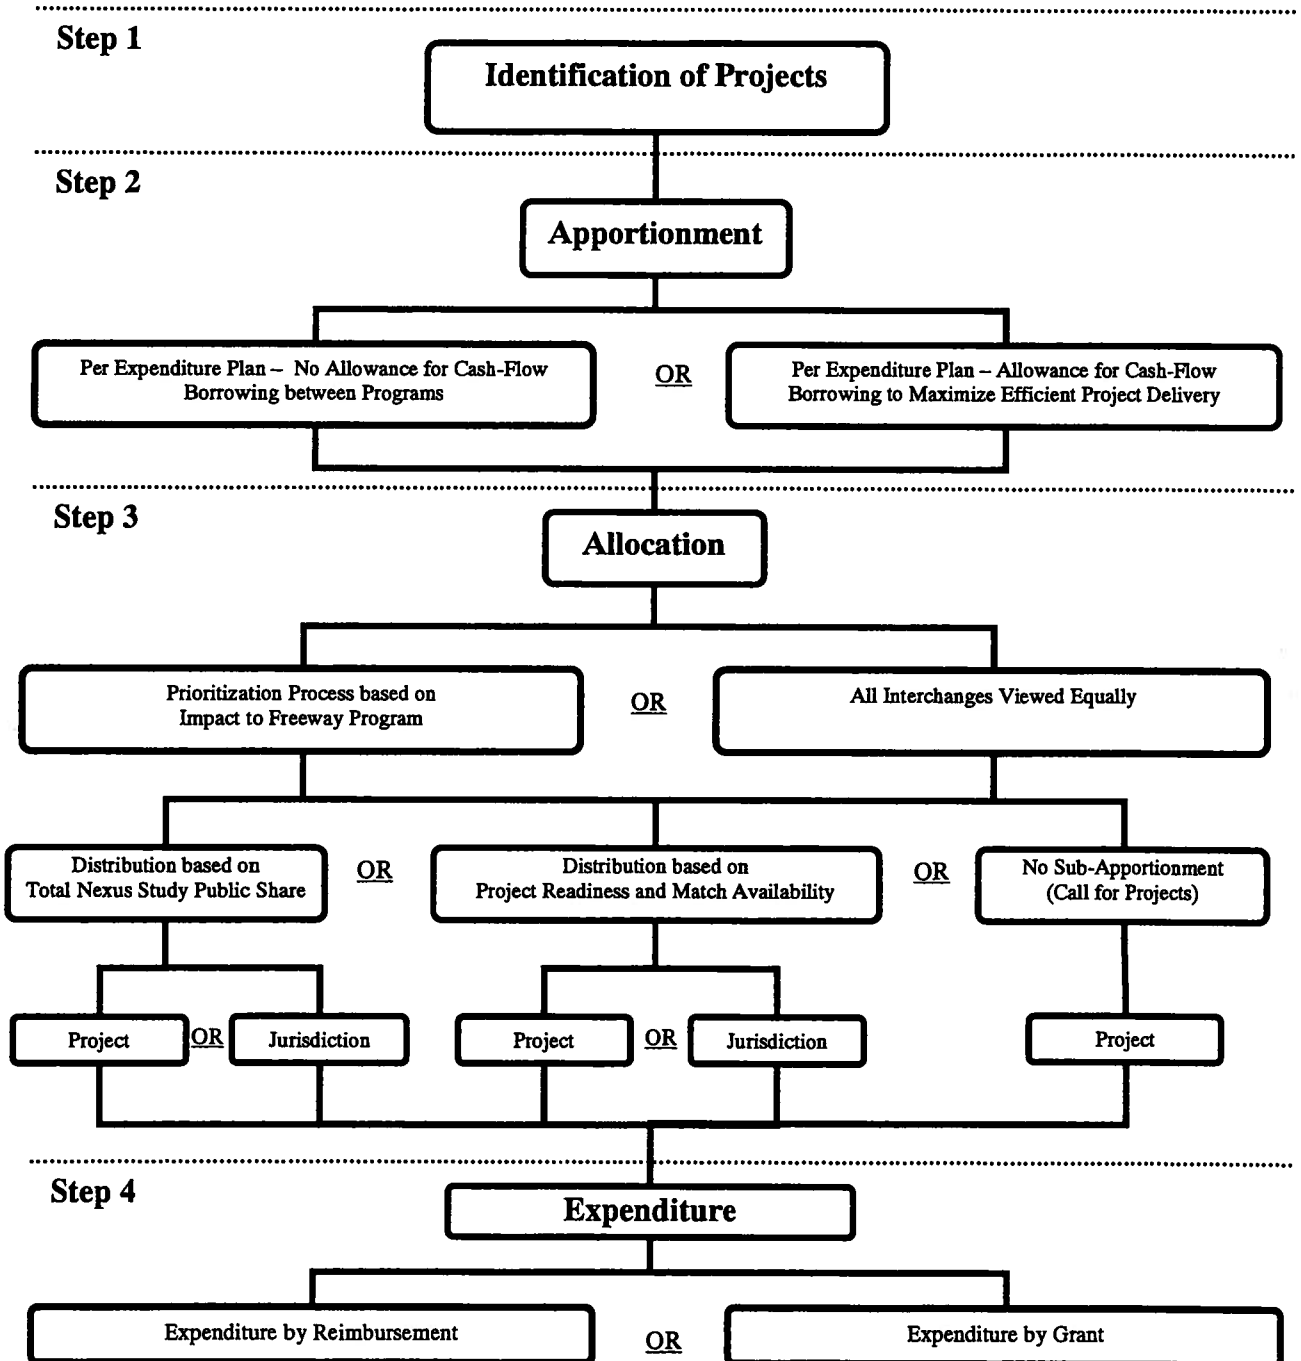 Step 1
Identification of Projects
Step 2
Apportionment
Per Expenditure Plan – No Allowance for Cash-Flow
Borrowing between Programs
OR
Per Expenditure Plan – Allowance for Cash-Flow
Borrowing to Maximize Efficient Project Delivery
Step 3
Allocation
Prioritization Process based on
Impact to Freeway Program
OR
All Interchanges Viewed Equally
Distribution based on
Total Nexus Study Public Share
OR
Distribution based on
Project Readiness and Match Availability
OR
No Sub-Apportionment
(Call for Projects)
Project
OR
Jurisdiction
Project
OR
Jurisdiction
Project
Step 4
Expenditure
Expenditure by Reimbursement
OR
Expenditure by Grant